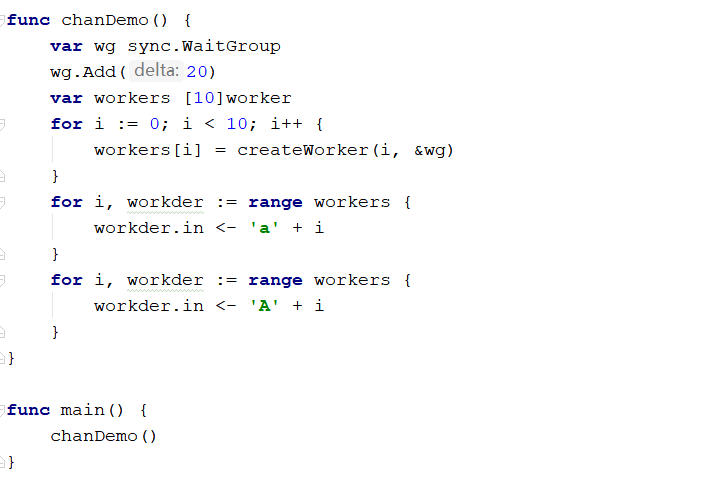 func chanDemo() {
    var wg sync.WaitGroup
    wg.Add( delta: 20)
    var workers [10]worker
    for i := 0; i < 10; i++ {
        workers[i] = createWorker(i, &wg)
    }
    for i, workder := range workers {
        workder.in <- 'a' + i
    }
    for i, workder := range workers {
        workder.in <- 'A' + i
    }
}

func main() {
    chanDemo()
}